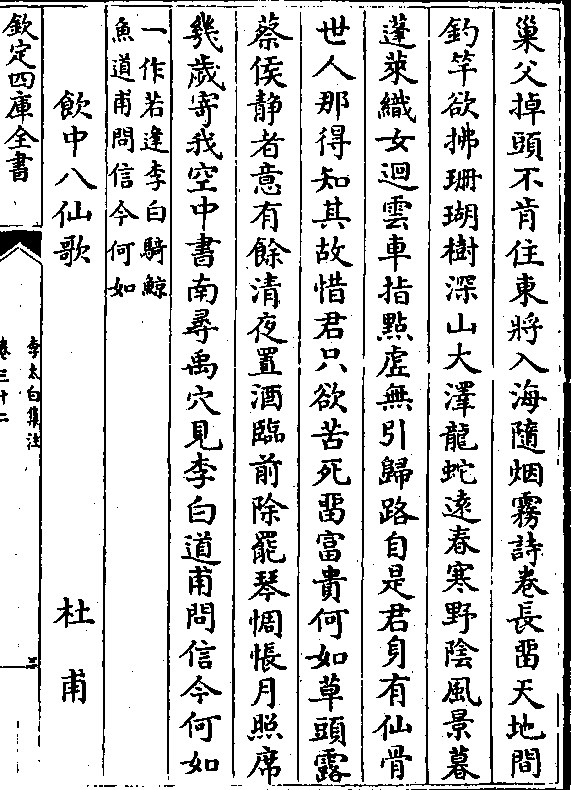 巢父掉頭不肯住東將入海隨烟霧詩卷長畱天地間
釣竿欲拂珊瑚樹深山大澤龍蛇遠春寒野陰風景暮
蓬萊織女迴雲車指點虛無引歸路自是君身有仙骨
世人那得知其故惜君只欲苦死畱富貴何如草頭露
蔡侯静者意有餘清夜置酒臨前除罷琴惆悵月照席
幾歲寄我空中書南尋禹穴見李白道甫問信今何如
一作若逢李白騎鯨
魚道甫問信今何如
飲中八仙歌 杜甫
欽定四庫全書
李太白集注
卷三十二
三